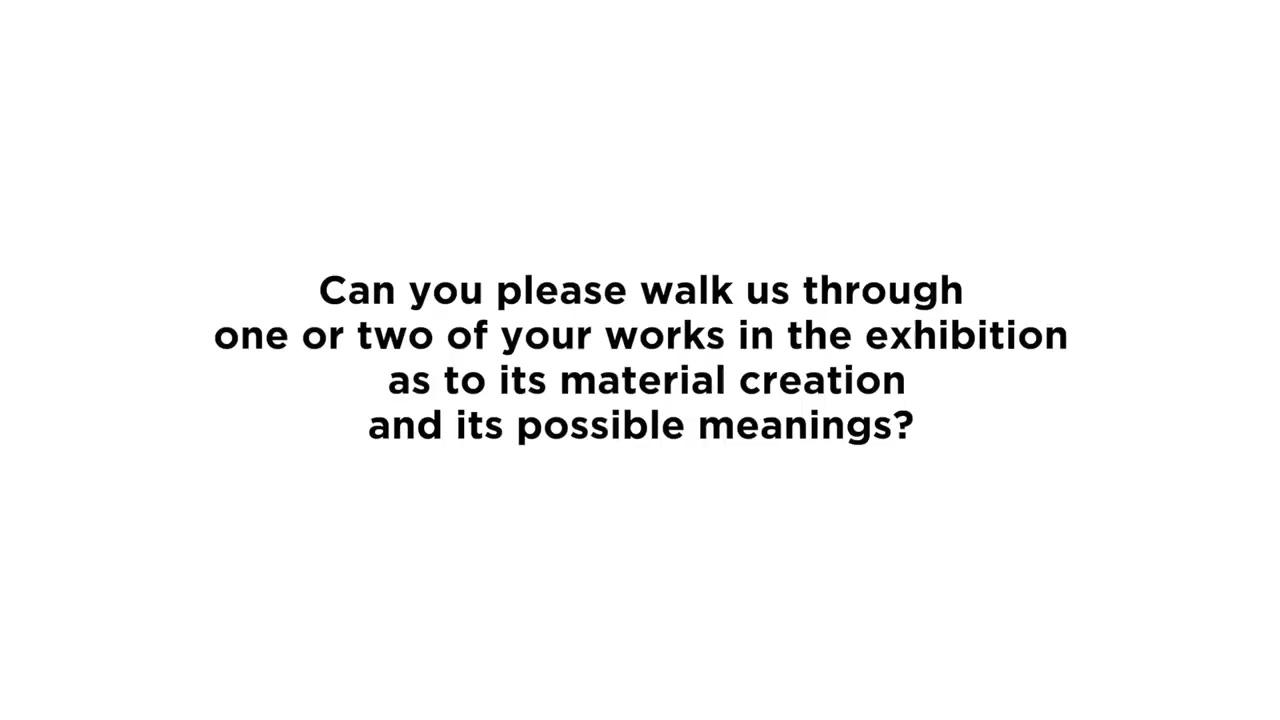 Can you please walk us through
one or two of your works in the exhibition
as to its material creation
and its possible meanings?